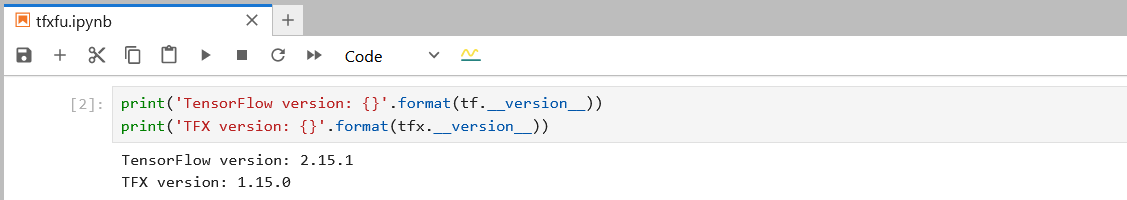 tfxfu.ipynb
Code
[2]:
print('TensorFlow version: {}'.format(tf.__version__))
print('TFX version: {}'.format(tfx.__version__))
TensorFlow version: 2.15.1
TFX version: 1.15.0